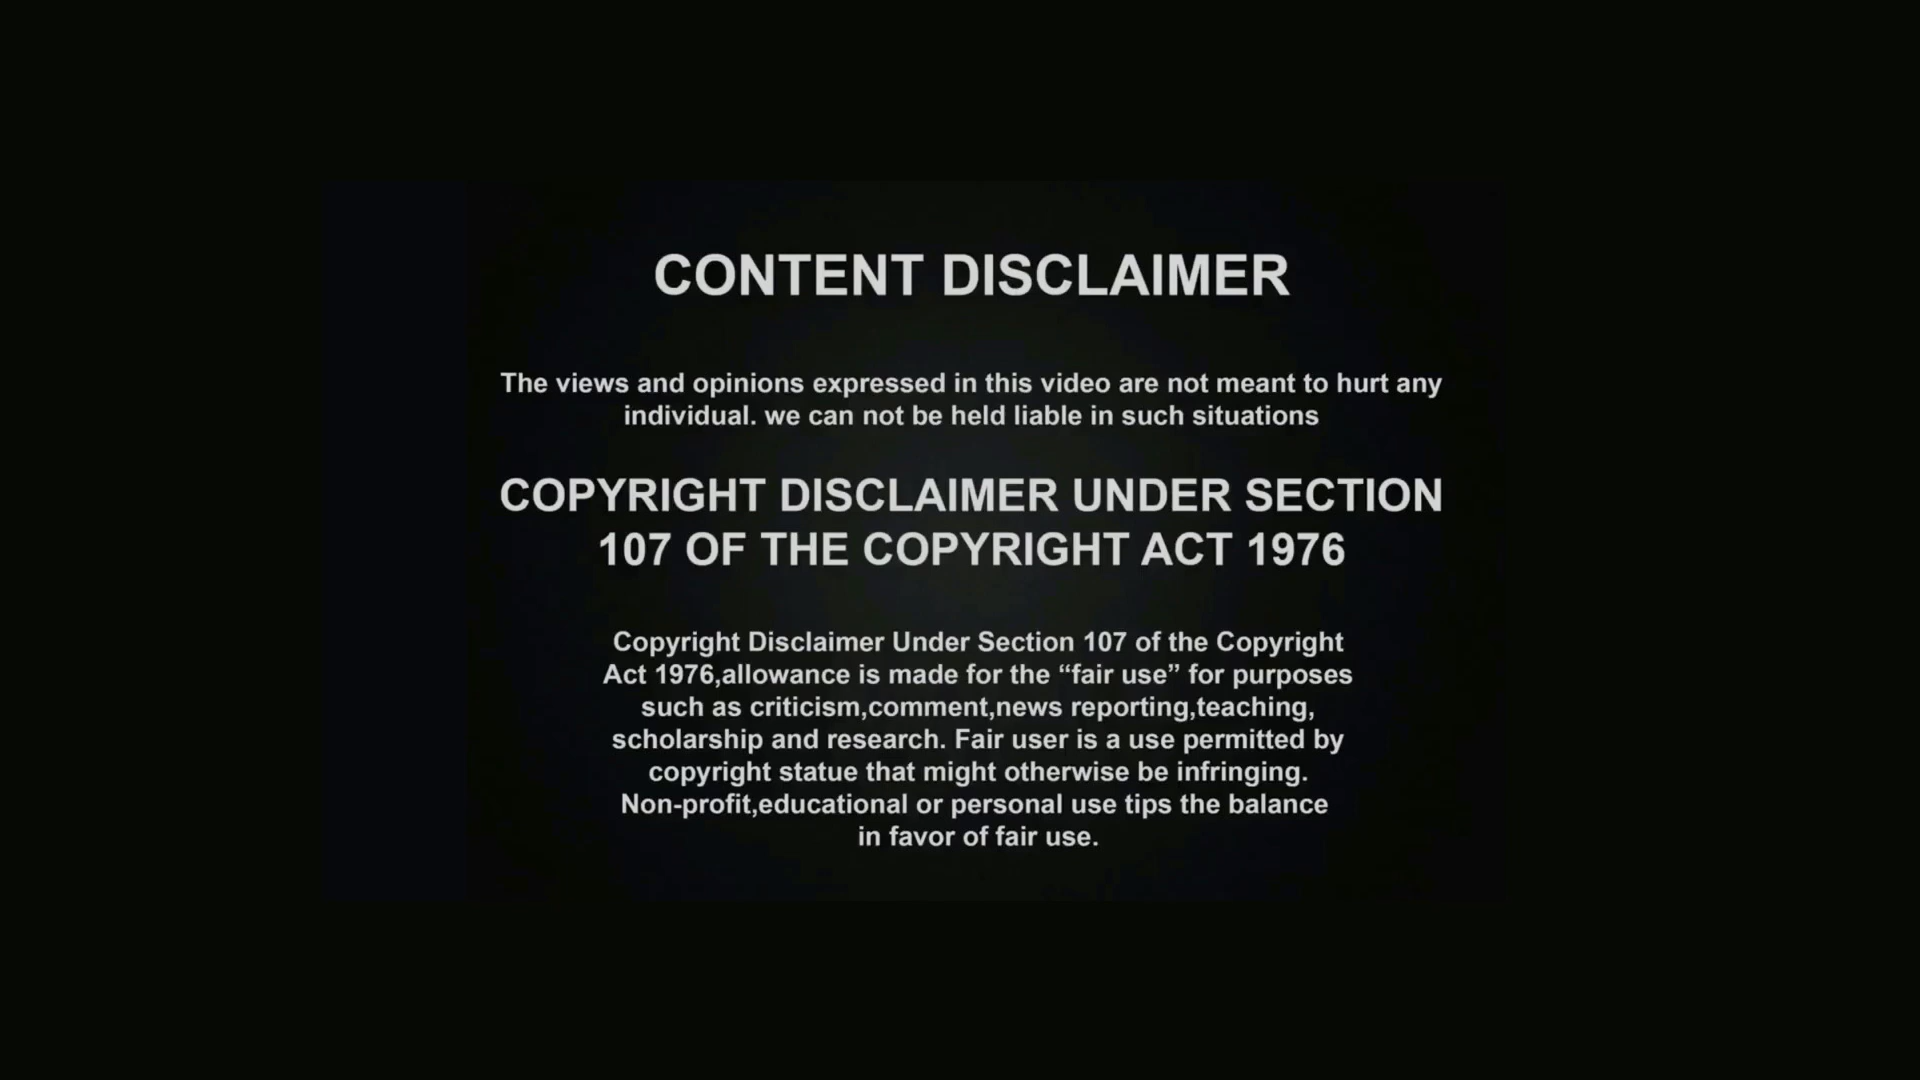 CONTENT DISCLAIMER
The views and opinions expressed in this video are not meant to hurt any
individual. we can not be held liable in such situations
COPYRIGHT DISCLAIMER UNDER SECTION
107 OF THE COPYRIGHT ACT 1976
Copyright Disclaimer Under Section 107 of the Copyright
Act 1976,allowance is made for the “fair use” for purposes
such as criticism,comment,news reporting,teaching,
scholarship and research. Fair user is a use permitted by
copyright statue that might otherwise be infringing.
Non-profit,educational or personal use tips the balance
in favor of fair use.